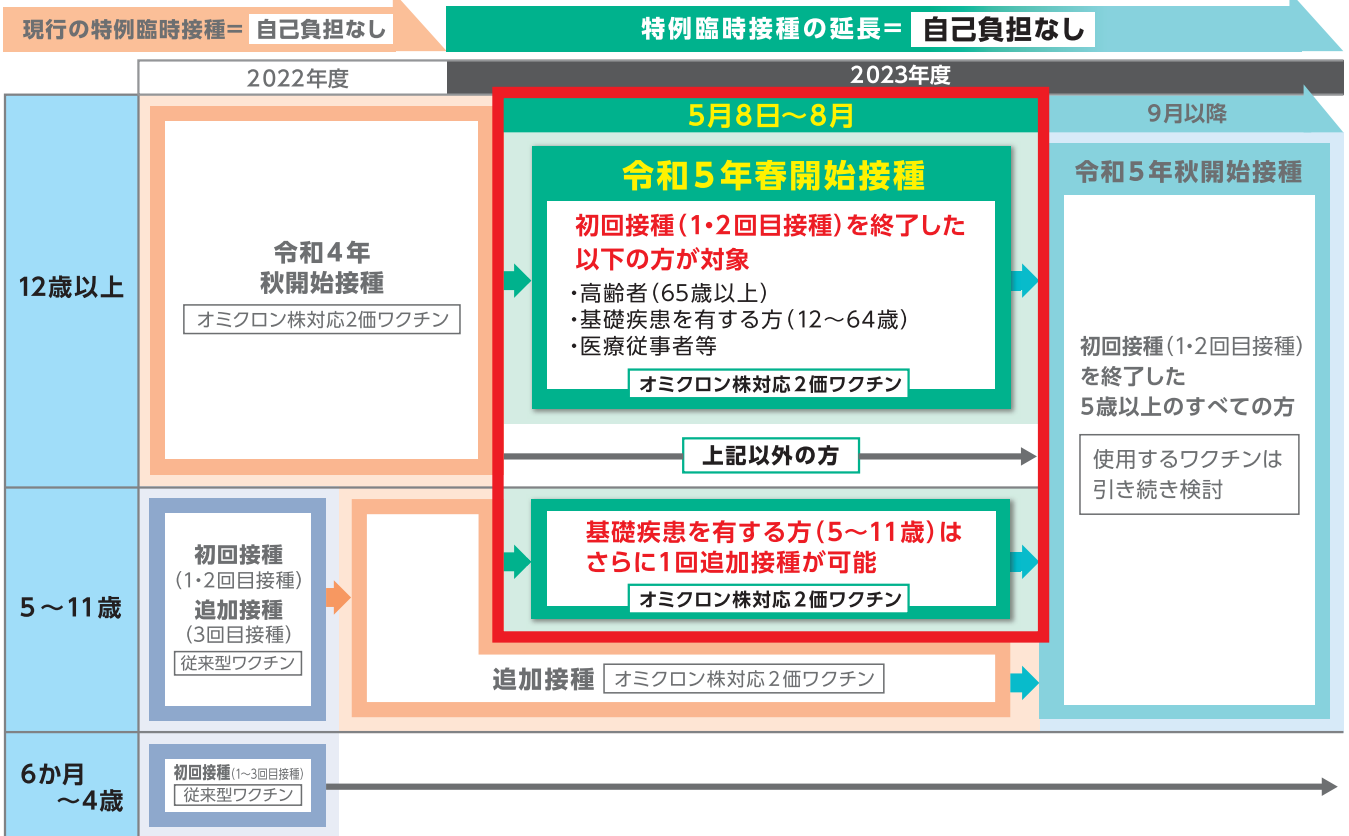 現行の特例臨時接種= 自己負担なし
特例臨時接種の延長= 自己負担なし
2022年度
2023年度
5月8日～8月
9月以降
12歳以上
令和4年
秋開始接種
オミクロン株対応2価ワクチン
令和5年春開始接種
初回接種(1・2回目接種)を終了した
以下の方が対象
・高齢者(65歳以上)
・基礎疾患を有する方(12～64歳)
・医療従事者等
オミクロン株対応2価ワクチン
上記以外の方
令和5年秋開始接種
初回接種(1・2回目接種)
を終了した
5歳以上のすべての方
使用するワクチンは
引き続き検討
5～11歳
初回接種
(1・2回目接種)
追加接種
(3回目接種)
従来型ワクチン
基礎疾患を有する方(5～11歳)は
さらに1回追加接種が可能
オミクロン株対応2価ワクチン
追加接種 オミクロン株対応2価ワクチン
6か月
～4歳
初回接種(1～3回目接種)
従来型ワクチン